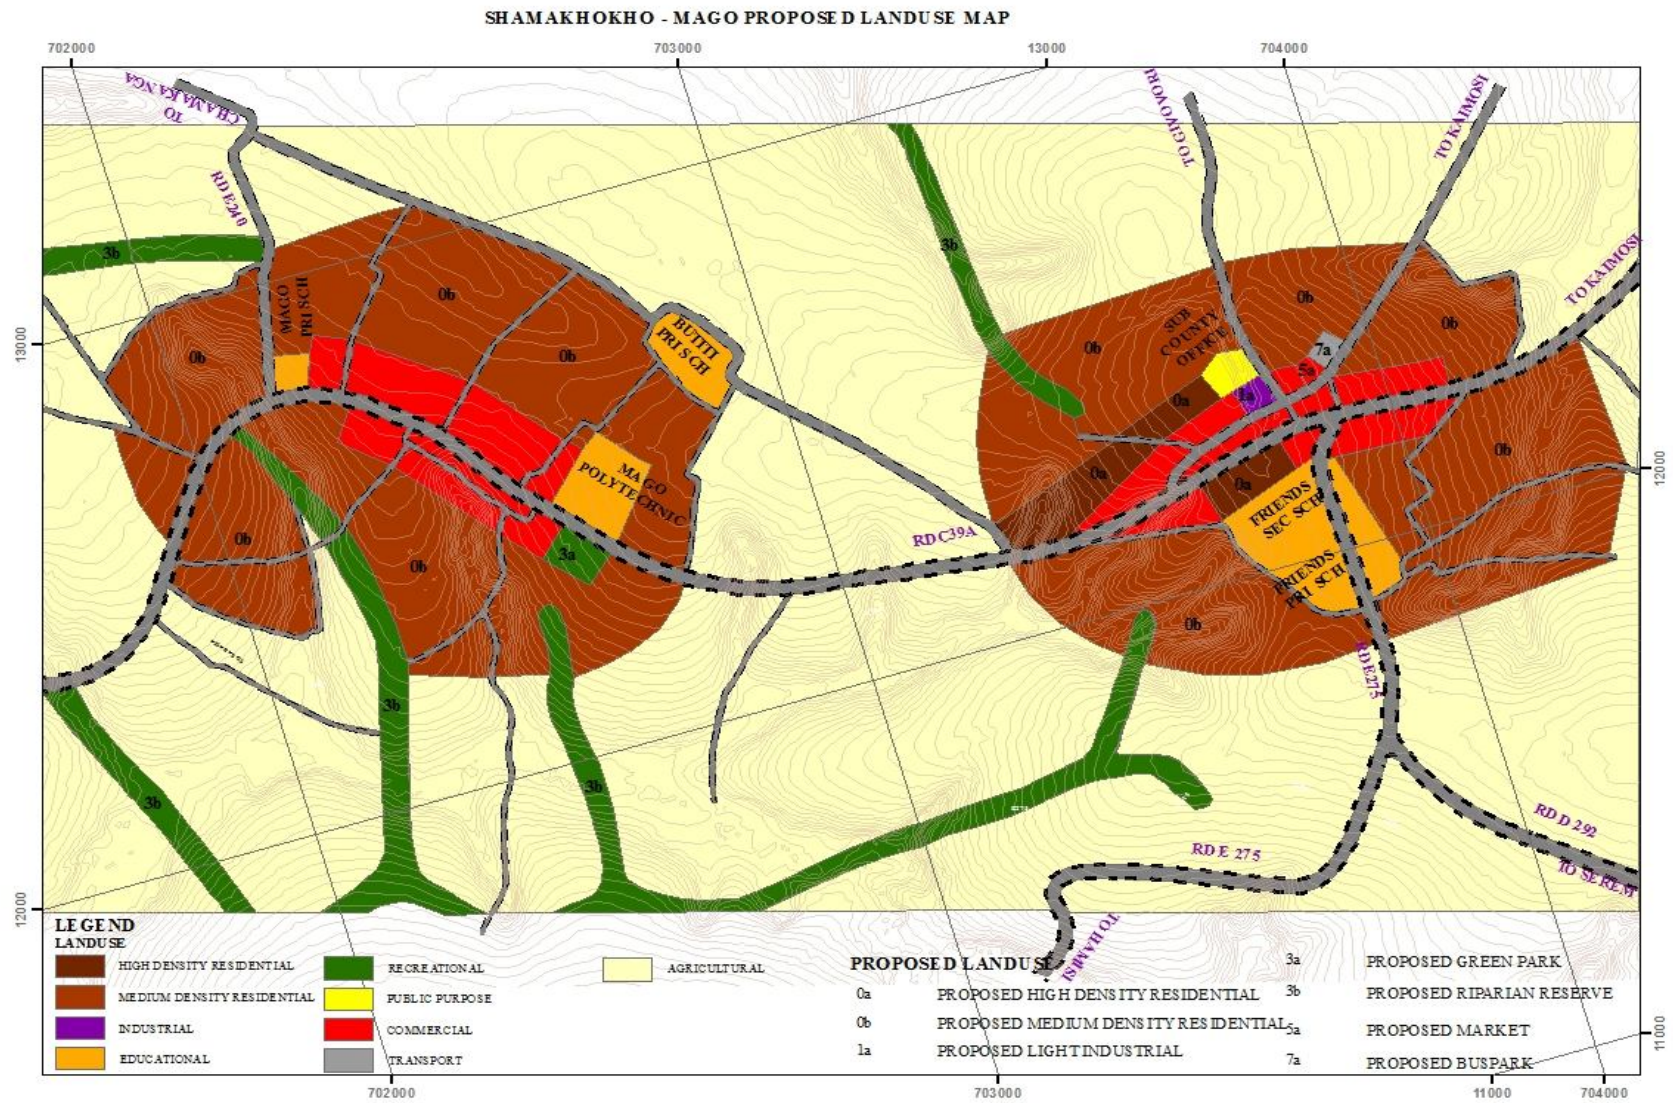 SHAMAKHOKHO - MAGO PROPOSED LANDUSE MAP
702000
703000
13000
704000
TO
CHAMAKANGA
TO GIVOVORI
TO KAIMOSI
RD E240
3b
3b
TO KAIMOSI
MAGO
PRI SCH
0b
0b
0b
0b
BUTITI
PRI SCH
SUB
COUNTY
OFFICE
0b
0b
0b
7a
5a
1a
0a
0a
0a
0b
13000
12000
MAGO
POLYTECHNIC
FRIENDS
SEC SCH
FRIENDS
PRI SCH
RDC39A
3a
0b
0b
0b
RDE275
3b
3b
3b
RD E 275
RD D 292
TO SEREM
TO HAMISI
12000
11000
LEGEND
LANDUSE
HIGH DENSITY RESIDENTIAL
MEDIUM DENSITY RESIDENTIAL
INDUSTRIAL
EDUCATIONAL
RECREATIONAL
PUBLIC PURPOSE
COMMERCIAL
TRANSPORT
AGRICULTURAL
PROPOSED LANDUSE
0a PROPOSED HIGH DENSITY RESIDENTIAL
0b PROPOSED MEDIUM DENSITY RESIDENTIAL
1a PROPOSED LIGHT INDUSTRIAL
3a PROPOSED GREEN PARK
3b PROPOSED RIPARIAN RESERVE
5a PROPOSED MARKET
7a PROPOSED BUSPARK
702000
703000
11000
704000